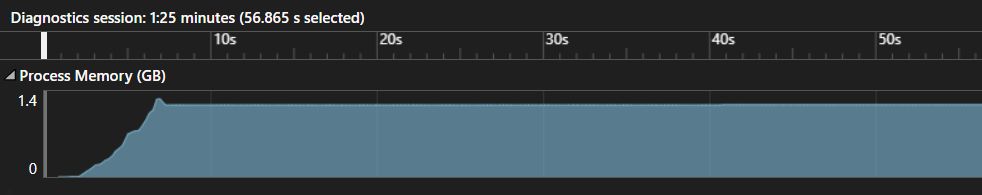 Diagnostics session: 1:25 minutes (56.865 s selected)
10s 20s 30s 40s 50s
Process Memory (GB)
1.4
0